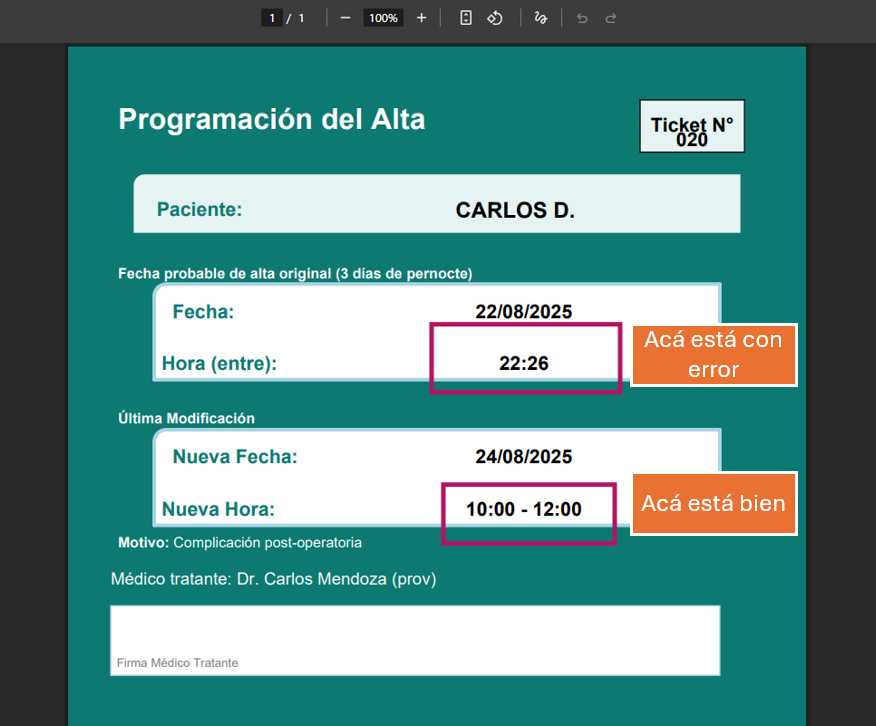 1 / 1
100%
Programación del Alta
Ticket N°
020
Paciente:
CARLOS D.
Fecha probable de alta original (3 días de pernocte)
Fecha:
22/08/2025
Hora (entre):
22:26
Acá está con
error
Última Modificación
Nueva Fecha:
24/08/2025
Nueva Hora:
10:00 - 12:00
Acá está bien
Motivo: Complicación post-operatoria
Médico tratante: Dr. Carlos Mendoza (prov)
Firma Médico Tratante